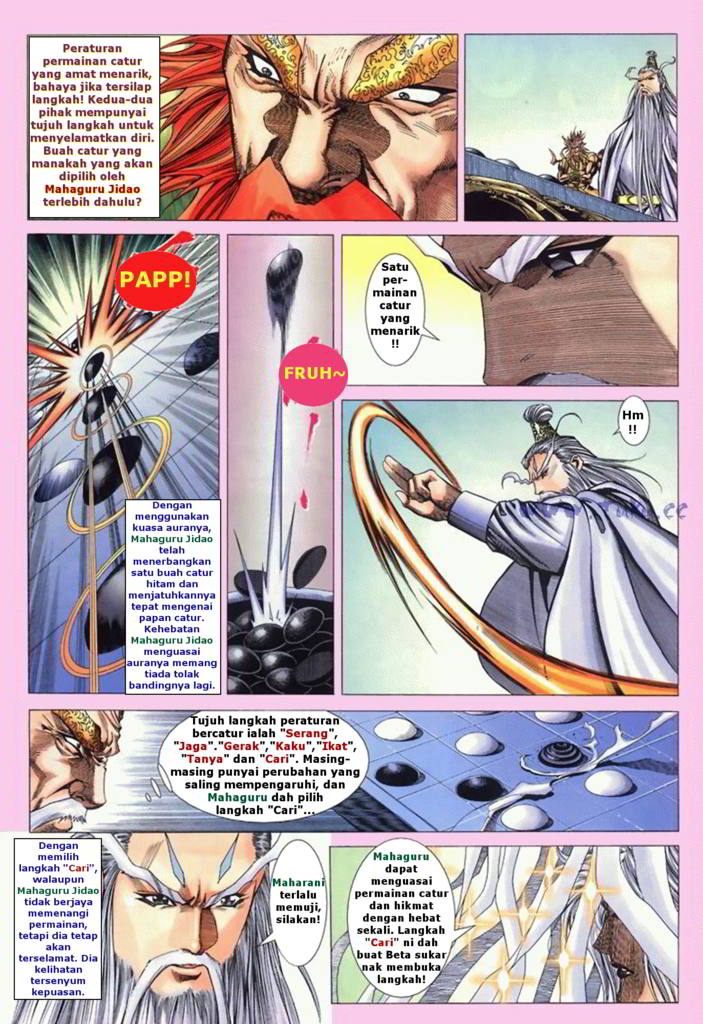 Peraturan
permainan catur
yang amat menarik,
bahaya jika tersilap
langkah! Kedua-dua
pihak mempunyai
tujuh langkah untuk
menyelamatkan diri.
Buah catur yang
manakah yang akan
dipilih oleh
Mahaguru Jidao
terlebih dahulu?
PAPP!
FRUH~
Satu
per-
mainan
catur
yang
menarik
!!
Hm
!!
Dengan
menggunakan
kuasa auranya,
Mahaguru Jidao
telah
menerbangkan
satu buah catur
hitam dan
menjatuhkannya
tepat mengenai
papan catur.
Kehebatan
Mahaguru Jidao
menguasai
auranya memang
tiada tolak
bandingnya lagi.
Tujuh langkah peraturan
bercatur ialah "Serang",
"Jaga"."Gerak","Kaku","Ikat",
"Tanya" dan "Cari". Masing-
masing punyai perubahan yang
saling mempengaruhi, dan
Mahaguru dah pilih
langkah "Cari"...
Dengan
memilih
langkah "Cari",
walaupun
Mahaguru Jidao
tidak berjaya
memenangi
permainan,
tetapi dia tetap
akan
terselamat. Dia
kelihatan
tersenyum
kepuasan.
Maharani
terlalu
memuji,
silakan!
Mahaguru
dapat
menguasai
permainan catur
dan hikmat
dengan hebat
sekali. Langkah
"Cari" ni dah
buat Beta sukar
nak membuka
langkah!